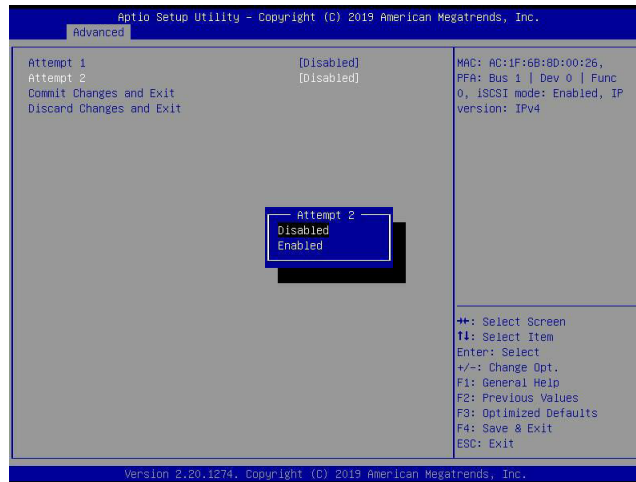 Aptio Setup Utility – Copyright (C) 2019 American Megatrends, Inc.
Advanced
Attempt 1 [Disabled]
Attempt 2 [Disabled]
Commit Changes and Exit
Discard Changes and Exit
MAC: AC:1F:6B:8D:00:26,
PFA: Bus 1 | Dev 0 | Func
0, iSCSI mode: Enabled, IP
version: IPv4
Attempt 2
Disabled
Enabled
→←: Select Screen
↑↓: Select Item
Enter: Select
+/-: Change Opt.
F1: General Help
F2: Previous Values
F3: Optimized Defaults
F4: Save & Exit
ESC: Exit
Version 2.20.1274. Copyright (C) 2019 American Megatrends, Inc.